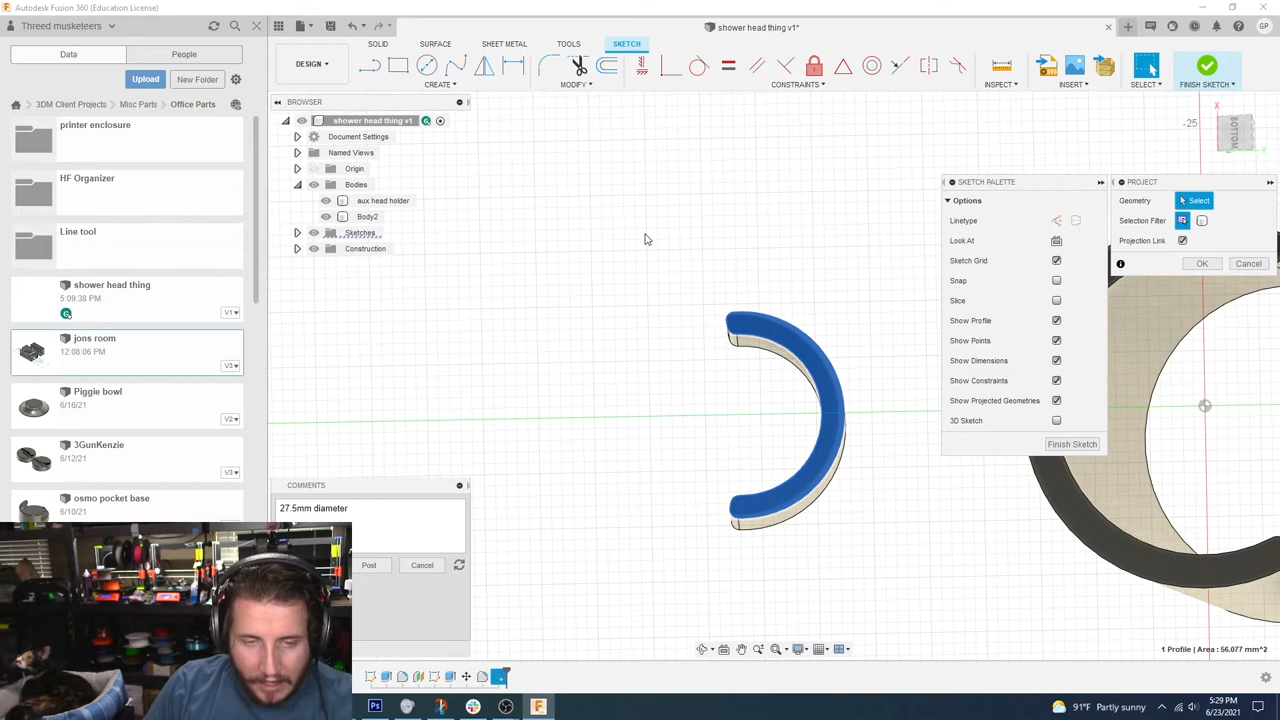 Autodesk Fusion 360 (Education License)
Threed musketeers
shower head thing v1*
GP
Data
People
Upload
New Folder
3DM Client Projects
Misc Parts
Office Parts
printer enclosure
HF Organizer
Line tool
shower head thing
5:09:38 PM
G
V1
jons room
12:08:06 PM
V3
Piggie bowl
6/16/21
V2
3GunKenzie
6/12/21
V3
osmo pocket base
6/10/21
DESIGN
SOLID
SURFACE
SHEET METAL
TOOLS
SKETCH
CREATE
MODIFY
CONSTRAINTS
INSPECT
INSERT
SELECT
FINISH SKETCH
BROWSER
shower head thing v1
G
Document Settings
Named Views
Origin
Bodies
aux head holder
Body2
Sketches
Construction
-25
X
BOTTOM
Y
SKETCH PALETTE
Options
Linetype
Look At
Sketch Grid
Snap
Slice
Show Profile
Show Points
Show Dimensions
Show Constraints
Show Projected Geometries
3D Sketch
Finish Sketch
PROJECT
Geometry
Select
Selection Filter
Projection Link
OK
Cancel
COMMENTS
27.5mm diameter
Post
Cancel
1 Profile | Area : 56.077 mm^2
Ps
91°F Partly sunny
5:29 PM
6/23/2021